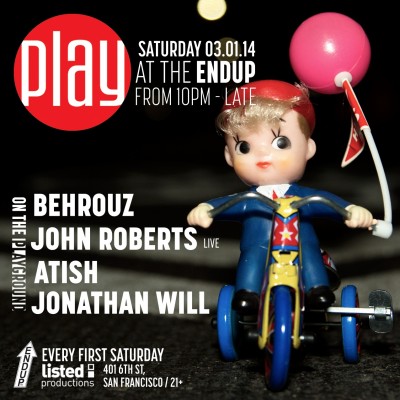 play
SATURDAY 03.01.14
AT THE ENDUP
FROM 10PM - LATE
ON THE PLAYGROUND:
BEHROUZ
JOHN ROBERTS LIVE
ATISH
JONATHAN WILL
ENDUP
EVERY FIRST SATURDAY
listed
productions
401 6TH ST,
SAN FRANCISCO / 21+